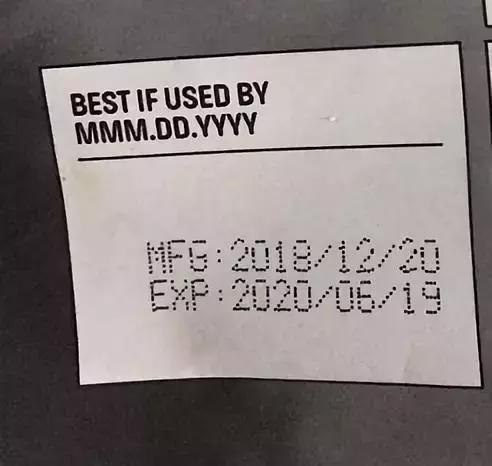 BEST IF USED BY
MMM.DD.YYYY
MFG:2018/12/20
EXP:2020/06/19